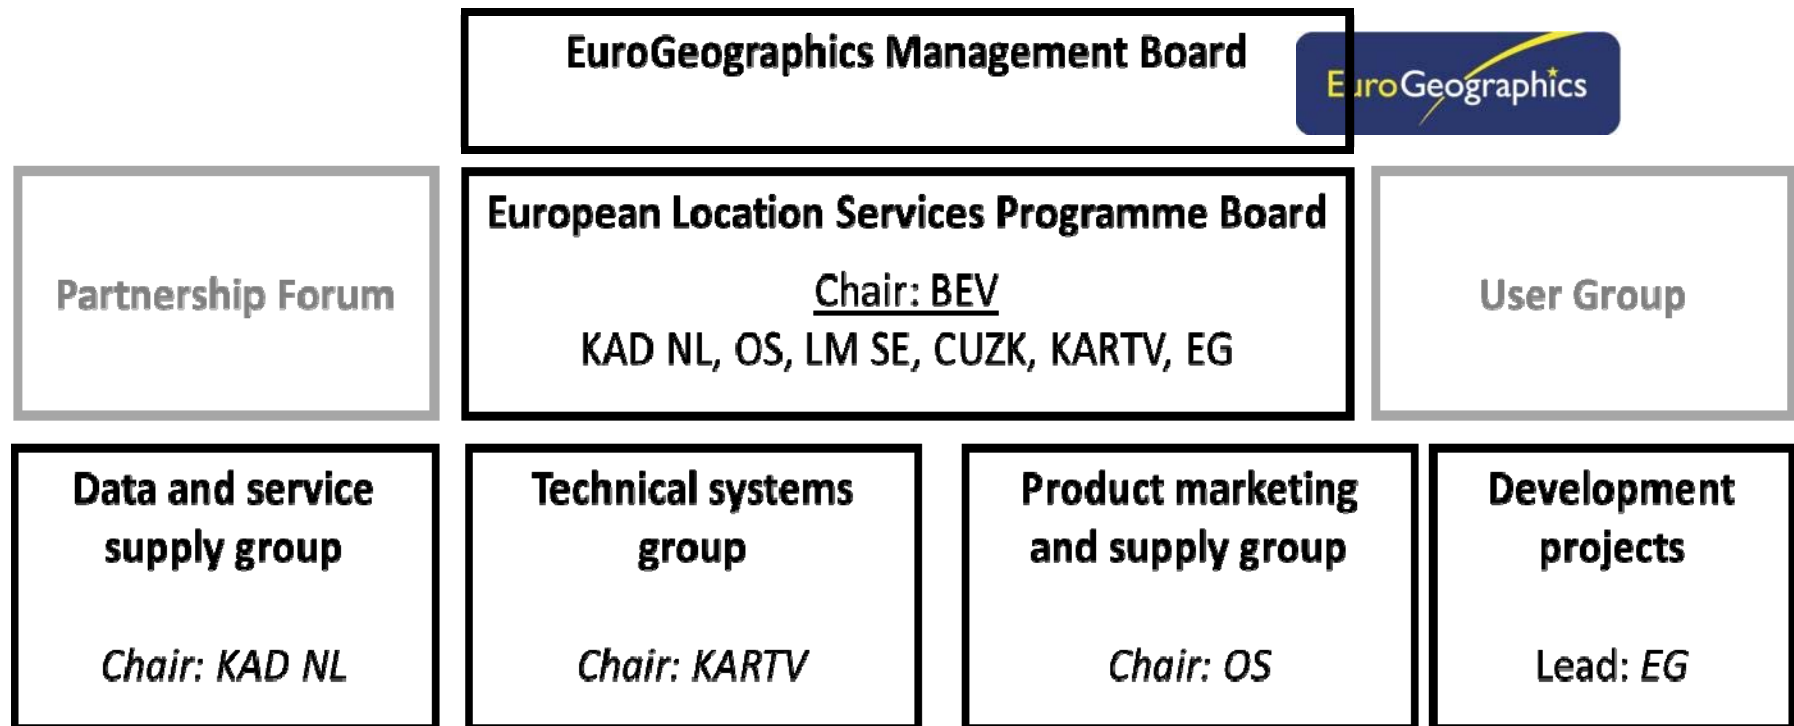 EuroGeographics Management Board
EuroGeographics
Partnership Forum
European Location Services Programme Board
Chair: BEV
KAD NL, OS, LM SE, CUZK, KARTV, EG
User Group
Data and service
supply group
Chair: KAD NL
Technical systems
group
Chair: KARTV
Product marketing
and supply group
Chair: OS
Development
projects
Lead: EG